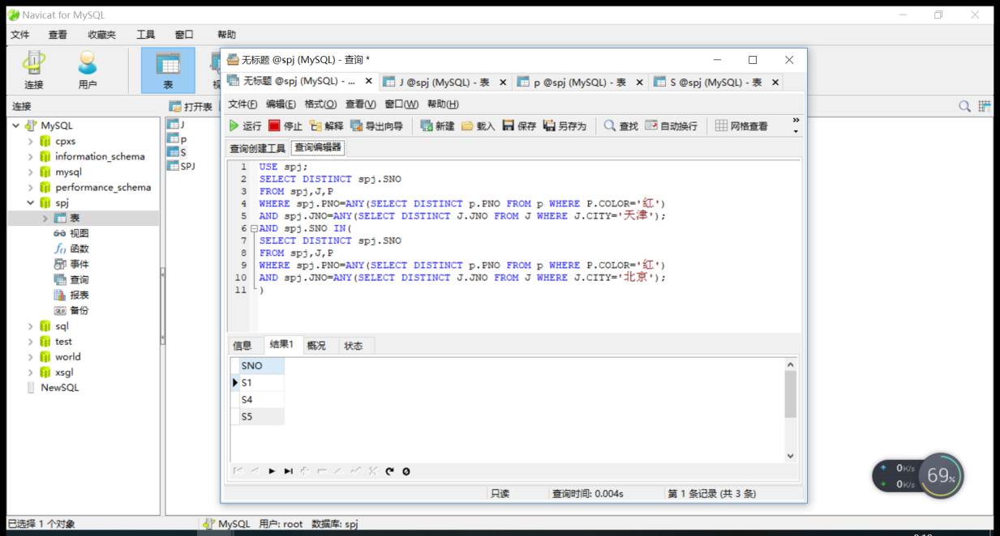 Navicat for MySQL
文件 查看 收藏夹 工具 窗口 帮助
连接 用户 表
连接 打开表
MySQL
cpxs
information_schema
mysql
performance_schema
spj
表
视图
函数
事件
查询
报表
备份
sql
test
world
xsgl
NewSQL
J
p
S
SPJ
无标题 @spj (MySQL) - 查询 *
无标题 @spj (MySQL) - ... J @spj (MySQL) - 表 p @spj (MySQL) - 表 S @spj (MySQL) - 表
文件(F) 编辑(E) 格式(O) 查看(V) 窗口(W) 帮助(H)
运行 停止 解释 导出向导 新建 载入 保存 另存为 查找 自动换行 网格查看
查询创建工具 查询编辑器
1 USE spj;
2 SELECT DISTINCT spj.SNO
3 FROM spj,J,P
4 WHERE spj.PNO=ANY(SELECT DISTINCT p.PNO FROM p WHERE P.COLOR='红')
5 AND spj.JNO=ANY(SELECT DISTINCT J.JNO FROM J WHERE J.CITY='天津');
6 AND spj.SNO IN(
7 SELECT DISTINCT spj.SNO
8 FROM spj,J,P
9 WHERE spj.PNO=ANY(SELECT DISTINCT p.PNO FROM p WHERE P.COLOR='红')
10 AND spj.JNO=ANY(SELECT DISTINCT J.JNO FROM J WHERE J.CITY='北京');
11 )
信息 结果1 概况 状态
SNO
S1
S4
S5
只读 查询时间: 0.004s 第 1 条记录 (共 3 条)
0K/s
0K/s
69%
已选择 1 个对象 MySQL 用户: root 数据库: spj